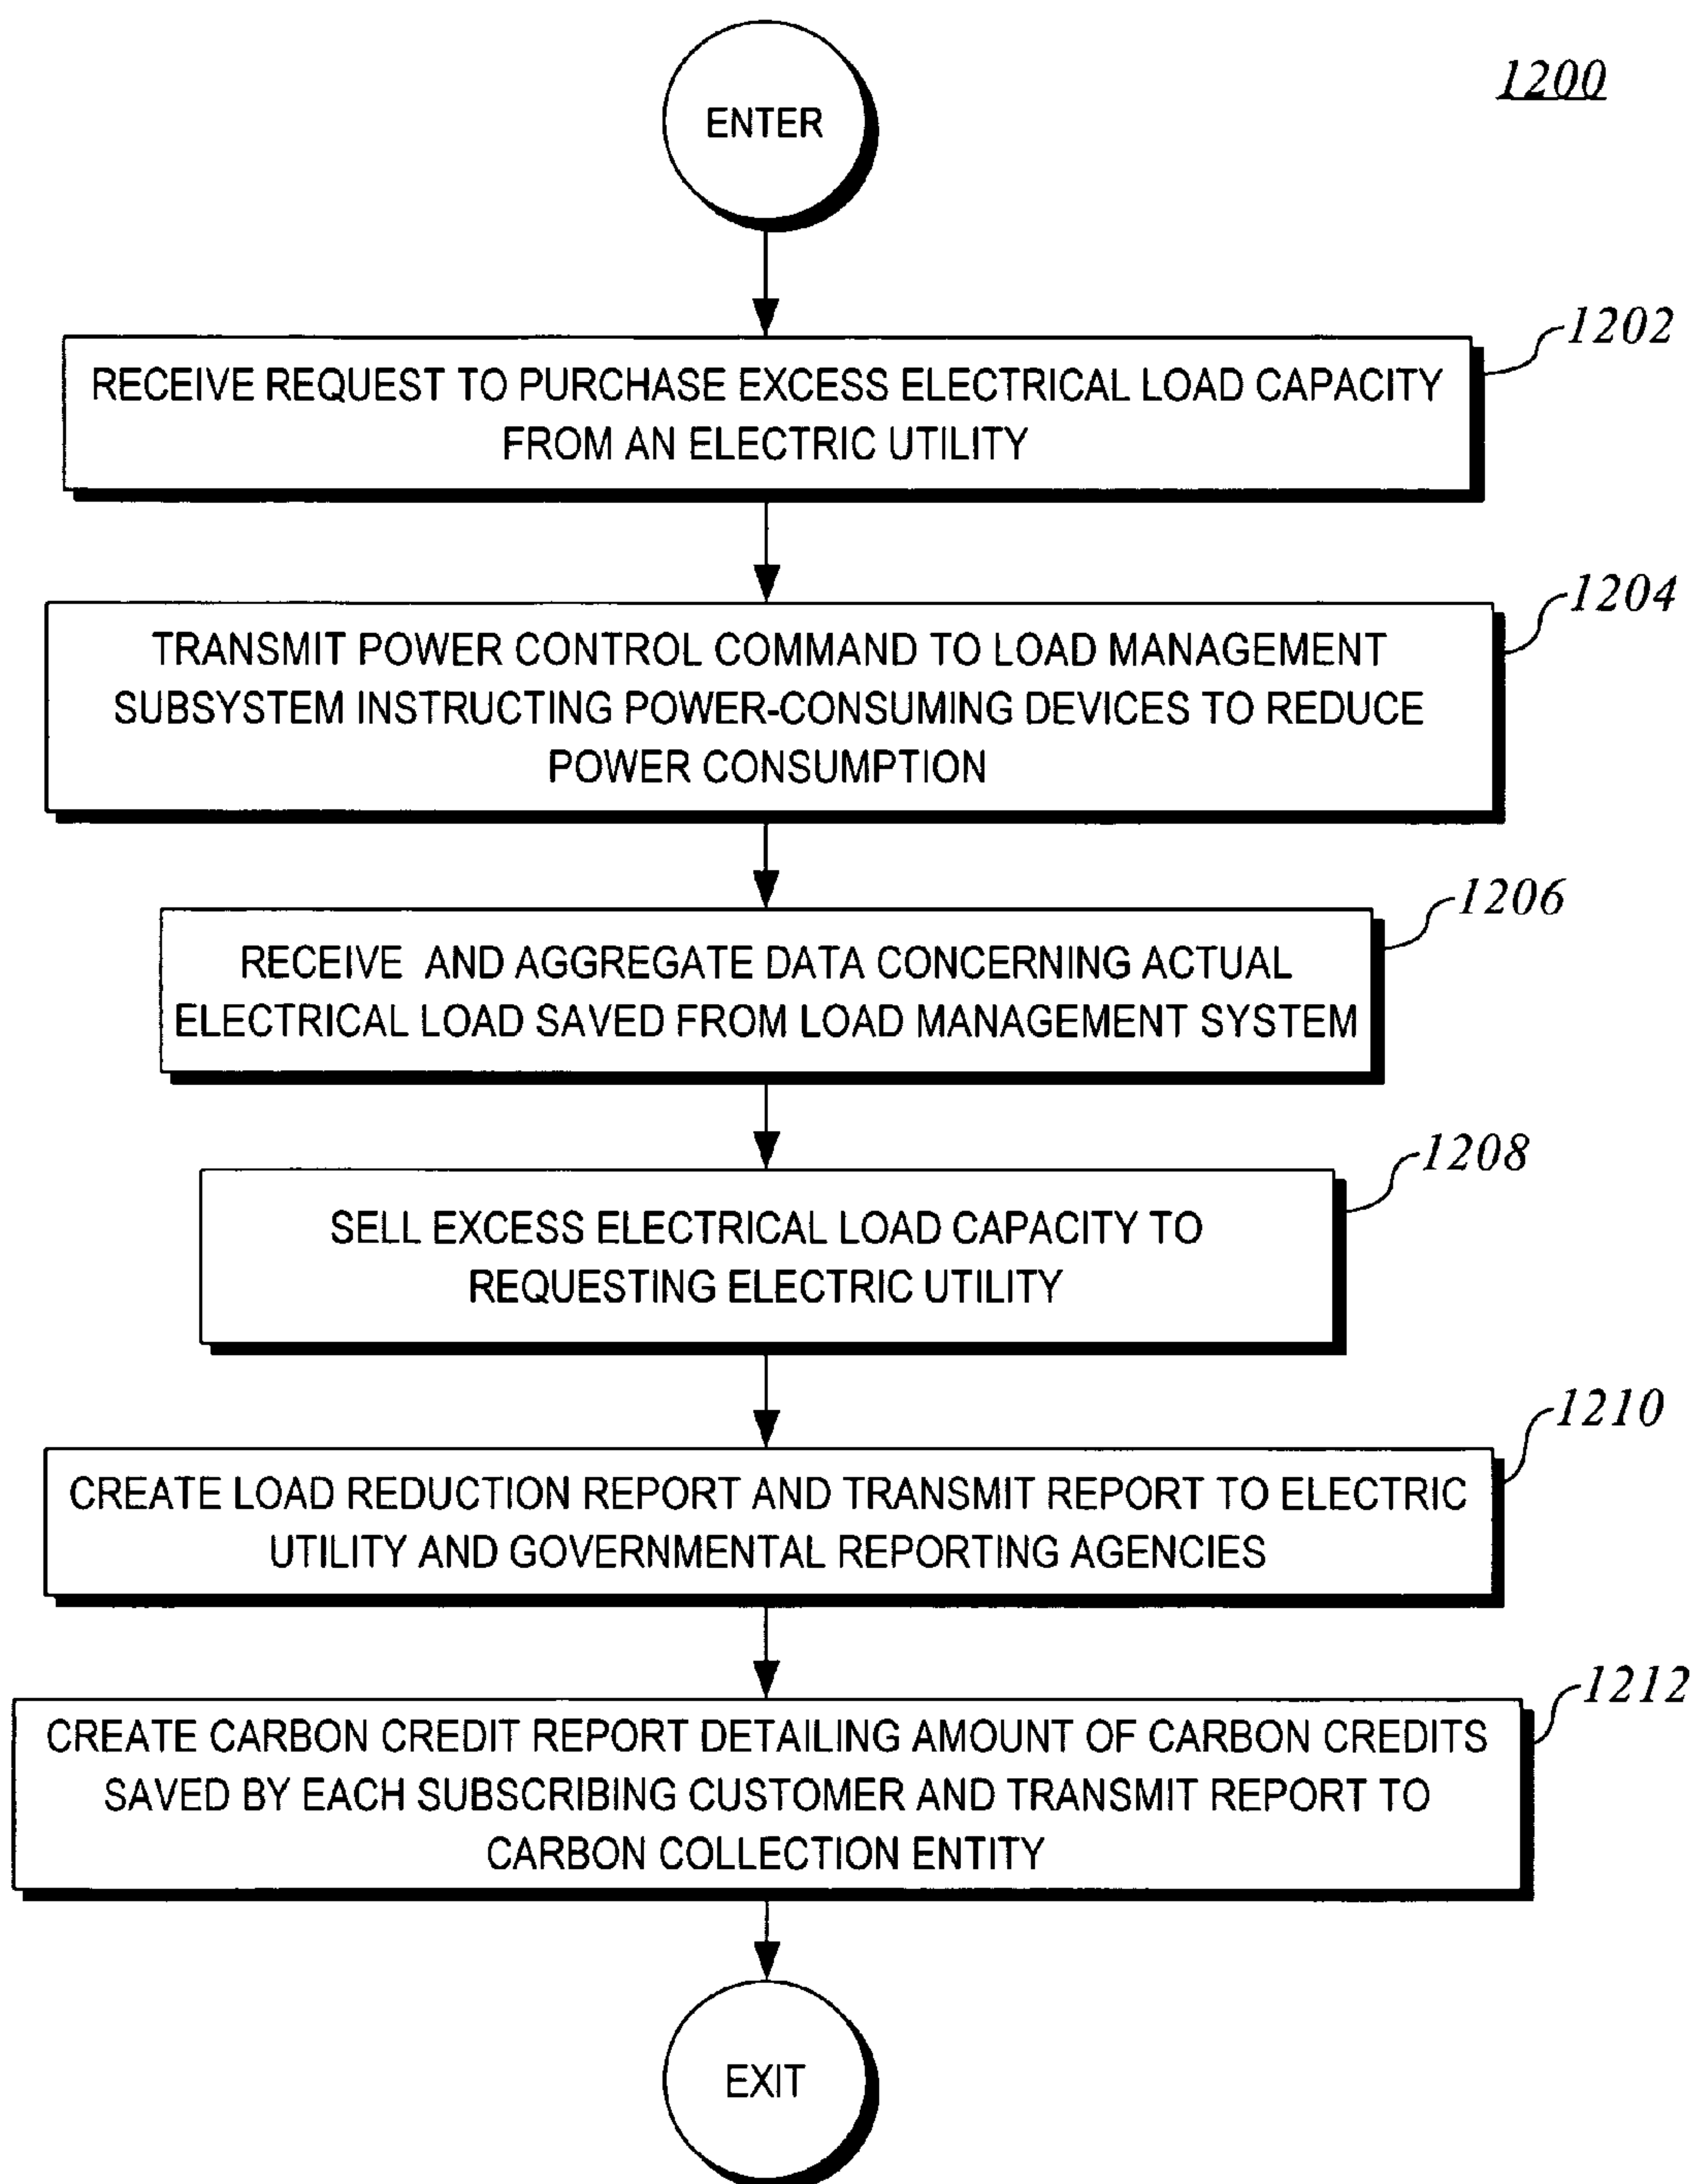 1200
ENTER
1202
RECEIVE REQUEST TO PURCHASE EXCESS ELECTRICAL LOAD CAPACITY
FROM AN ELECTRIC UTILITY
1204
TRANSMIT POWER CONTROL COMMAND TO LOAD MANAGEMENT
SUBSYSTEM INSTRUCTING POWER-CONSUMING DEVICES TO REDUCE
POWER CONSUMPTION
1206
RECEIVE AND AGGREGATE DATA CONCERNING ACTUAL
ELECTRICAL LOAD SAVED FROM LOAD MANAGEMENT SYSTEM
1208
SELL EXCESS ELECTRICAL LOAD CAPACITY TO
REQUESTING ELECTRIC UTILITY
1210
CREATE LOAD REDUCTION REPORT AND TRANSMIT REPORT TO ELECTRIC
UTILITY AND GOVERNMENTAL REPORTING AGENCIES
1212
CREATE CARBON CREDIT REPORT DETAILING AMOUNT OF CARBON CREDITS
SAVED BY EACH SUBSCRIBING CUSTOMER AND TRANSMIT REPORT TO
CARBON COLLECTION ENTITY
EXIT